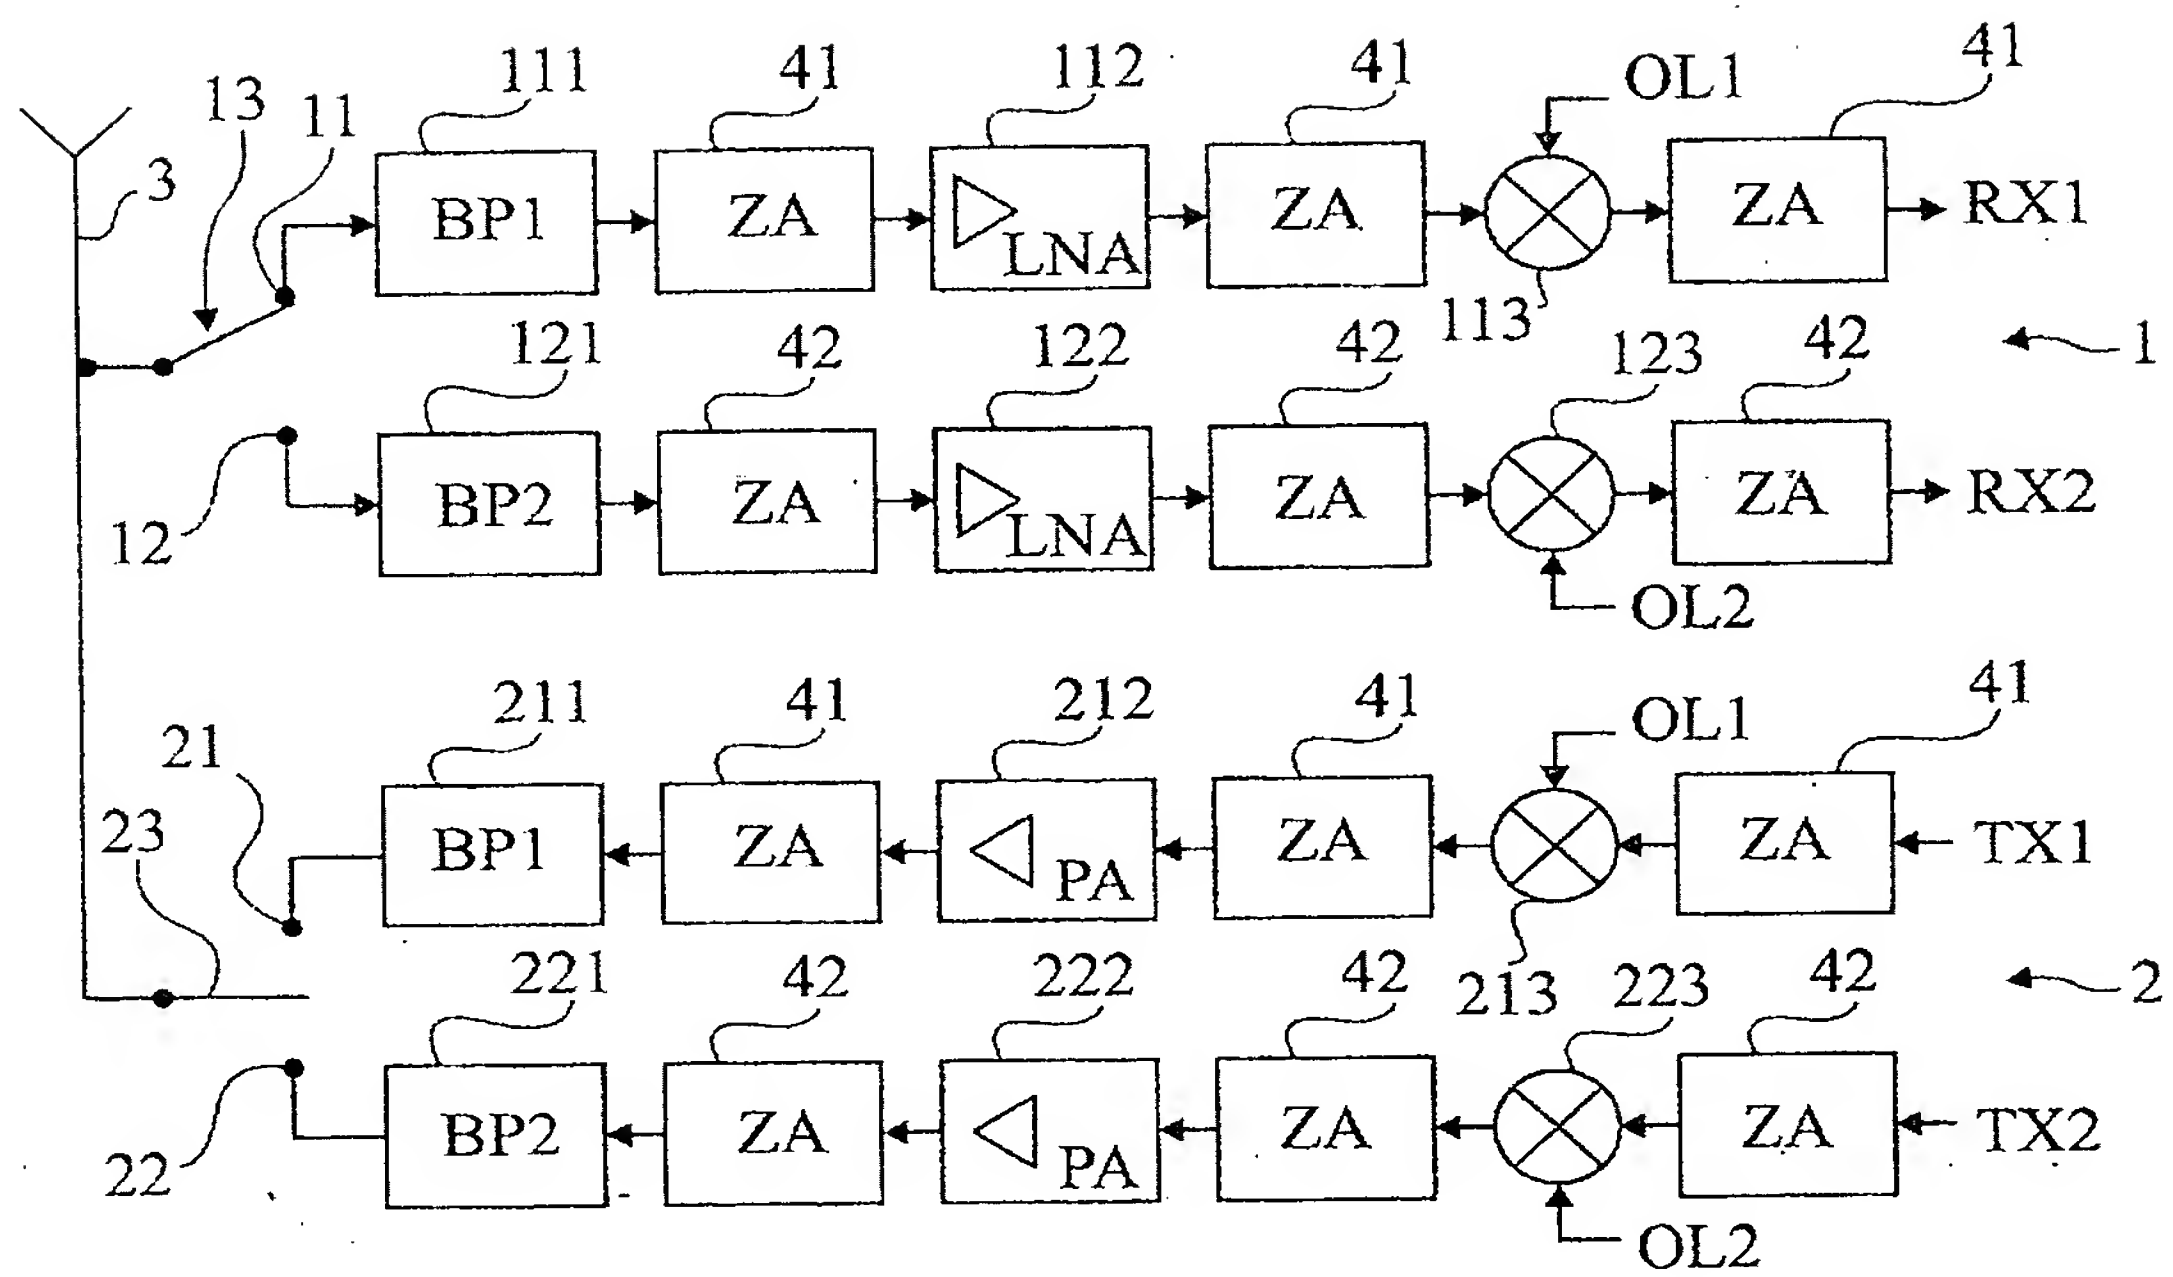 111 41 112 41 OL1 41
13 11
3 BP1 ZA LNA ZA ZA RX1
113
121 42 122 42 123 42 1
12 BP2 ZA LNA ZA ZA RX2
OL2
211 41 212 41 OL1 41
21
23 BP1 ZA PA ZA ZA TX1
213
221 42 222 42 223 42 2
22 BP2 ZA PA ZA ZA TX2
OL2